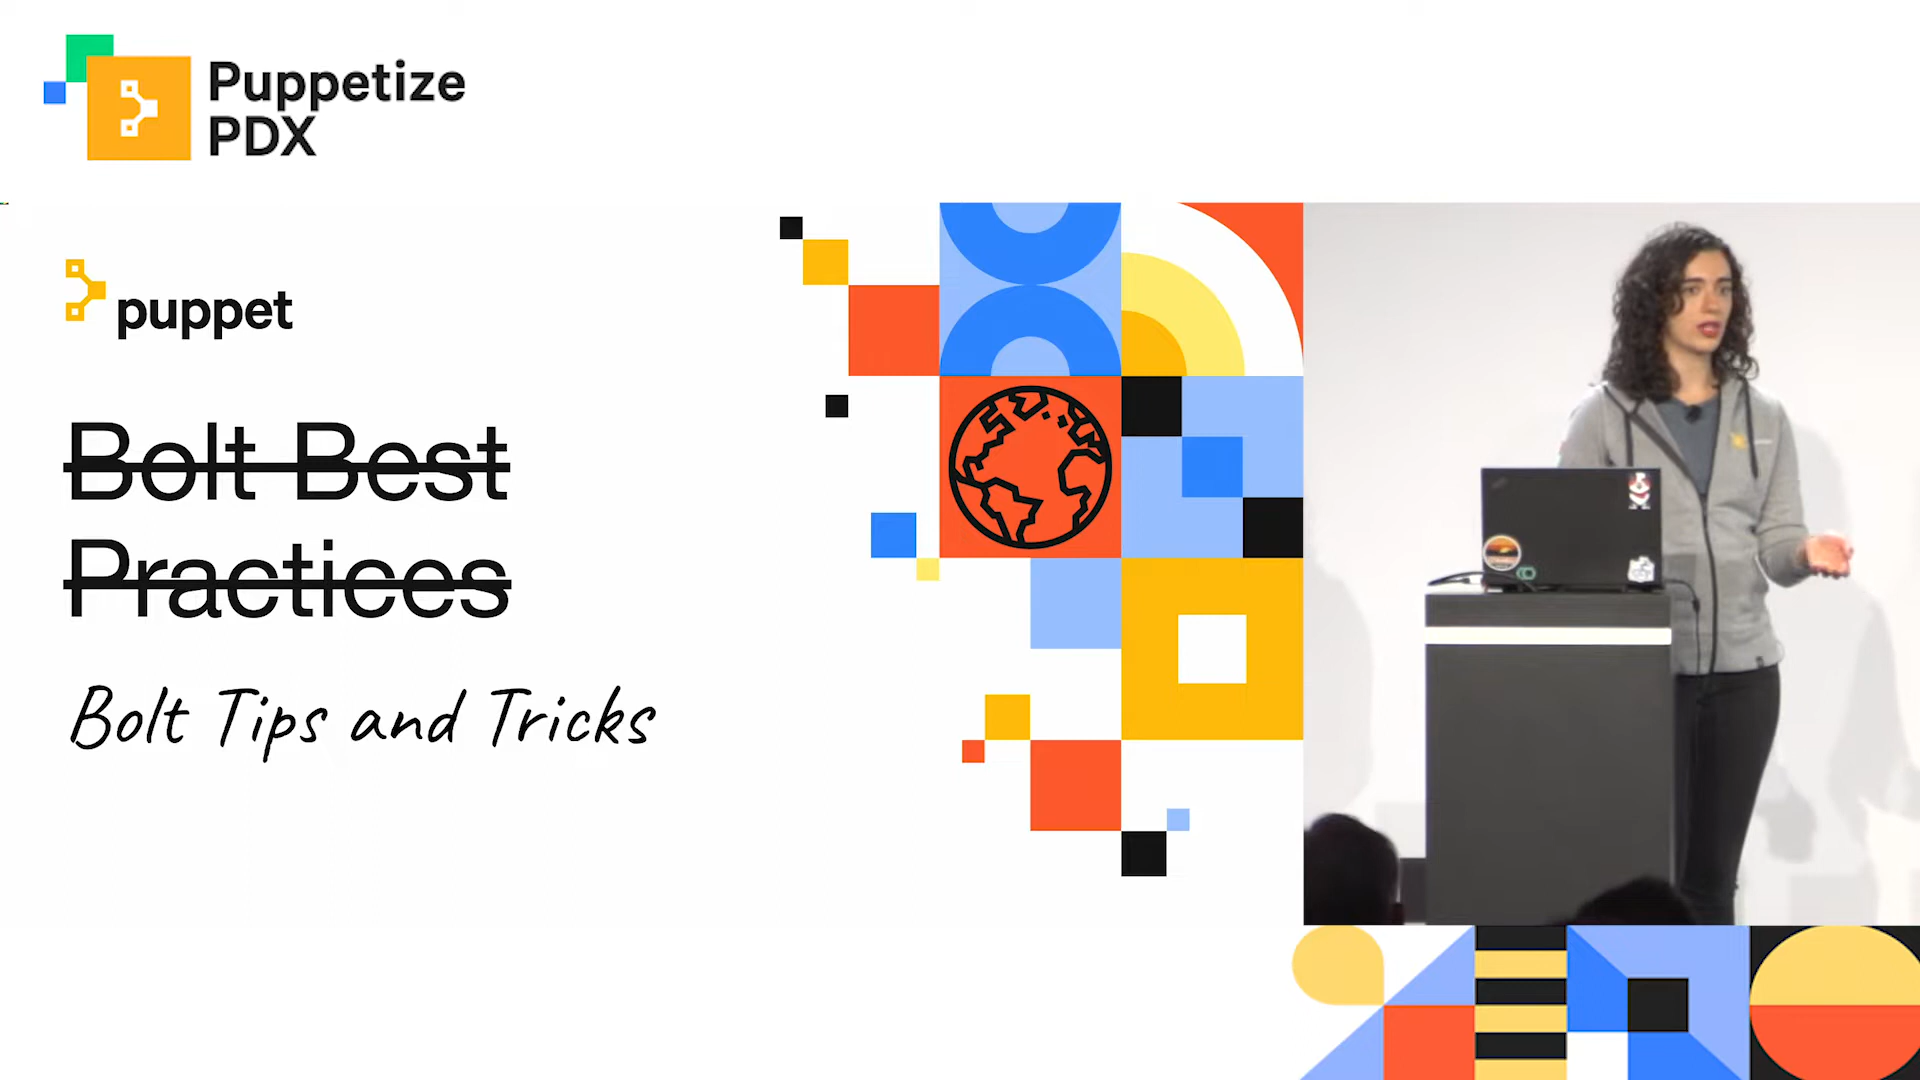 Puppetize
PDX
puppet
Bolt Best
Practices
Bolt Tips and Tricks